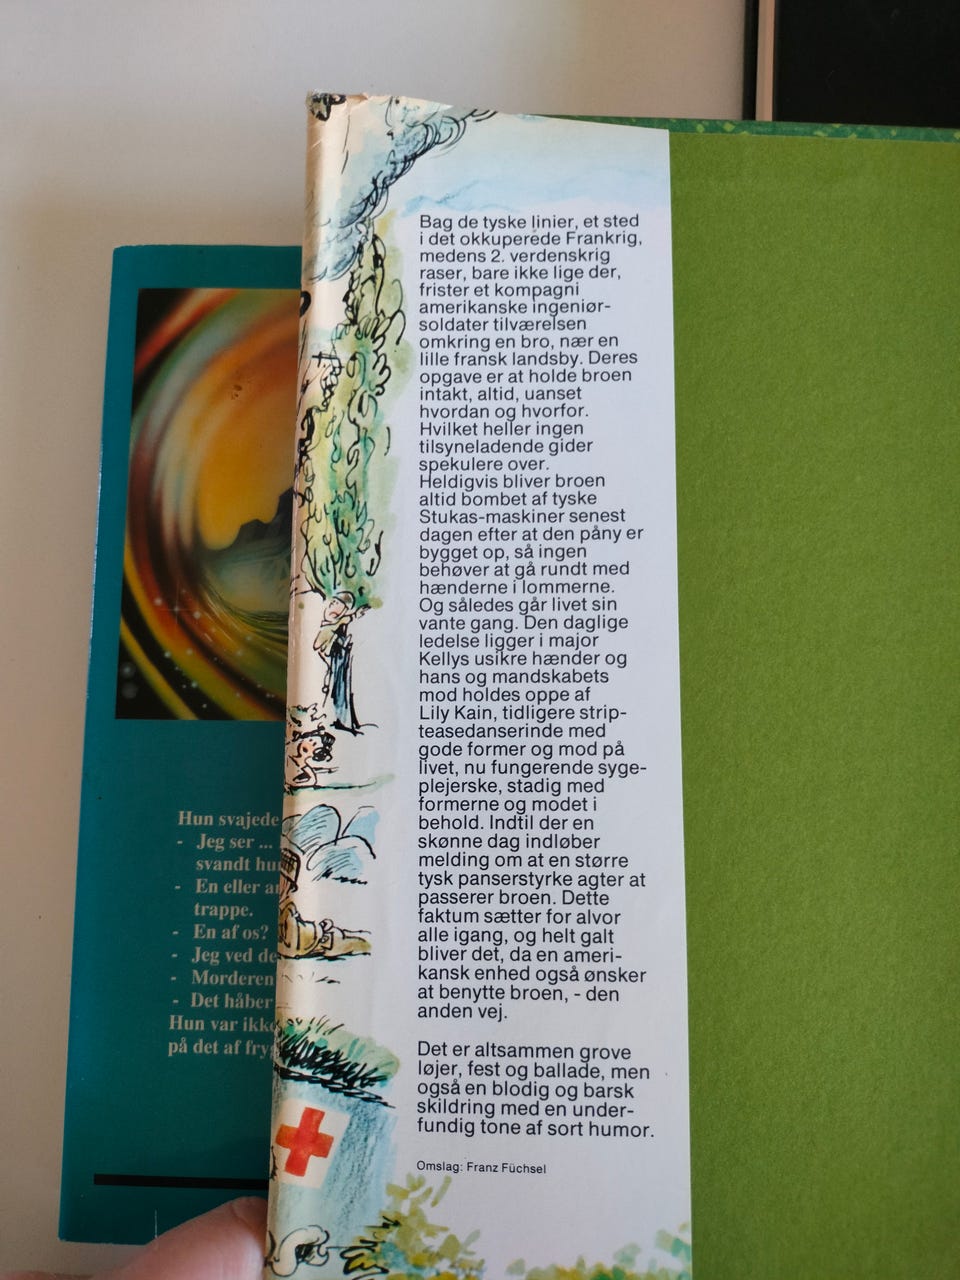 Bag de tyske linier, et sted
i det okkuperede Frankrig,
medens 2. verdenskrig
raser, bare ikke lige der,
frister et kompagni
amerikanske ingeniør-
soldater tilværelsen
omkring en bro, nær en
lille fransk landsby. Deres
opgave er at holde broen
intakt, altid, uanset
hvordan og hvorfor.
Hvilket heller ingen
tilsyneladende gider
spekulere over.
Heldigvis bliver broen
altid bombet af tyske
Stukas-maskiner senest
dagen efter at den påny er
bygget op, så ingen
behøver at gå rundt med
hænderne i lommerne.
Og således går livet sin
vante gang. Den daglige
ledelse ligger i major
Kellys usikre hænder og
hans og mandskabets
mod holdes oppe af
Lily Kain, tidligere strip-
teasedanserinde med
gode former og mod på
livet, nu fungerende syge-
plejerske, stadig med
formerne og modet i
behold. Indtil der en
skønne dag indløber
melding om at en større
tysk panserstyrke agter at
passerer broen. Dette
faktum sætter for alvor
alle igang, og helt galt
bliver det, da en ameri-
kansk enhed også ønsker
at benytte broen, - den
anden vej.
Det er altsammen grove
løjer, fest og ballade, men
også en blodig og barsk
skildring med en under-
fundig tone af sort humor.
Omslag: Franz Füchsel
Hun svajede
- Jeg ser ...
svandt
- En eller
trappe.
- En af os?
- Jeg ved
- Morderen
- Det håber
Hun var
på det af